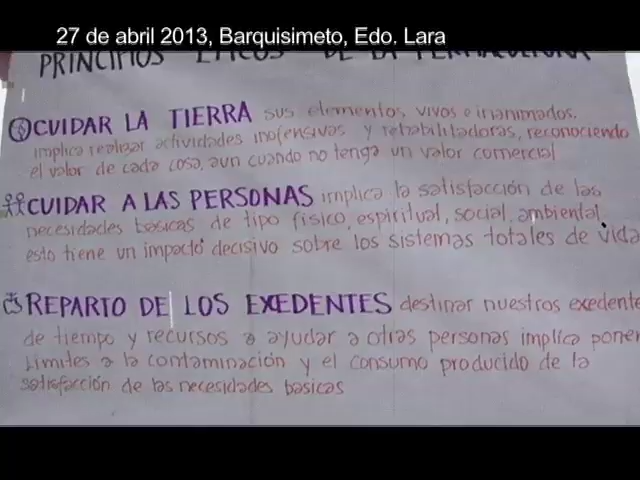 27 de abril 2013, Barquisimeto, Edo. Lara
PRINCIPIOS ETICOS DE LA PERMACULTURA
CUIDAR LA TIERRA sus elementos, vivos e inanimados,
implica realizar actividades inofensivas y rehabilitadoras, reconociendo
el valor de cada cosa, aun cuando no tenga un valor comercial
CUIDAR A LAS PERSONAS implica la satisfacción de las
necesidades basicas de tipo fisico, espiritual, social, ambiental,
esto tiene un impacto decisivo sobre los sistemas totales de vida
REPARTO DE LOS EXEDENTES destinar nuestros exedente
de tiempo y recursos a ayudar a otras personas implica poner
Limites a la contaminación y el consumo producido de la
satisfacción de las necesidades basicas